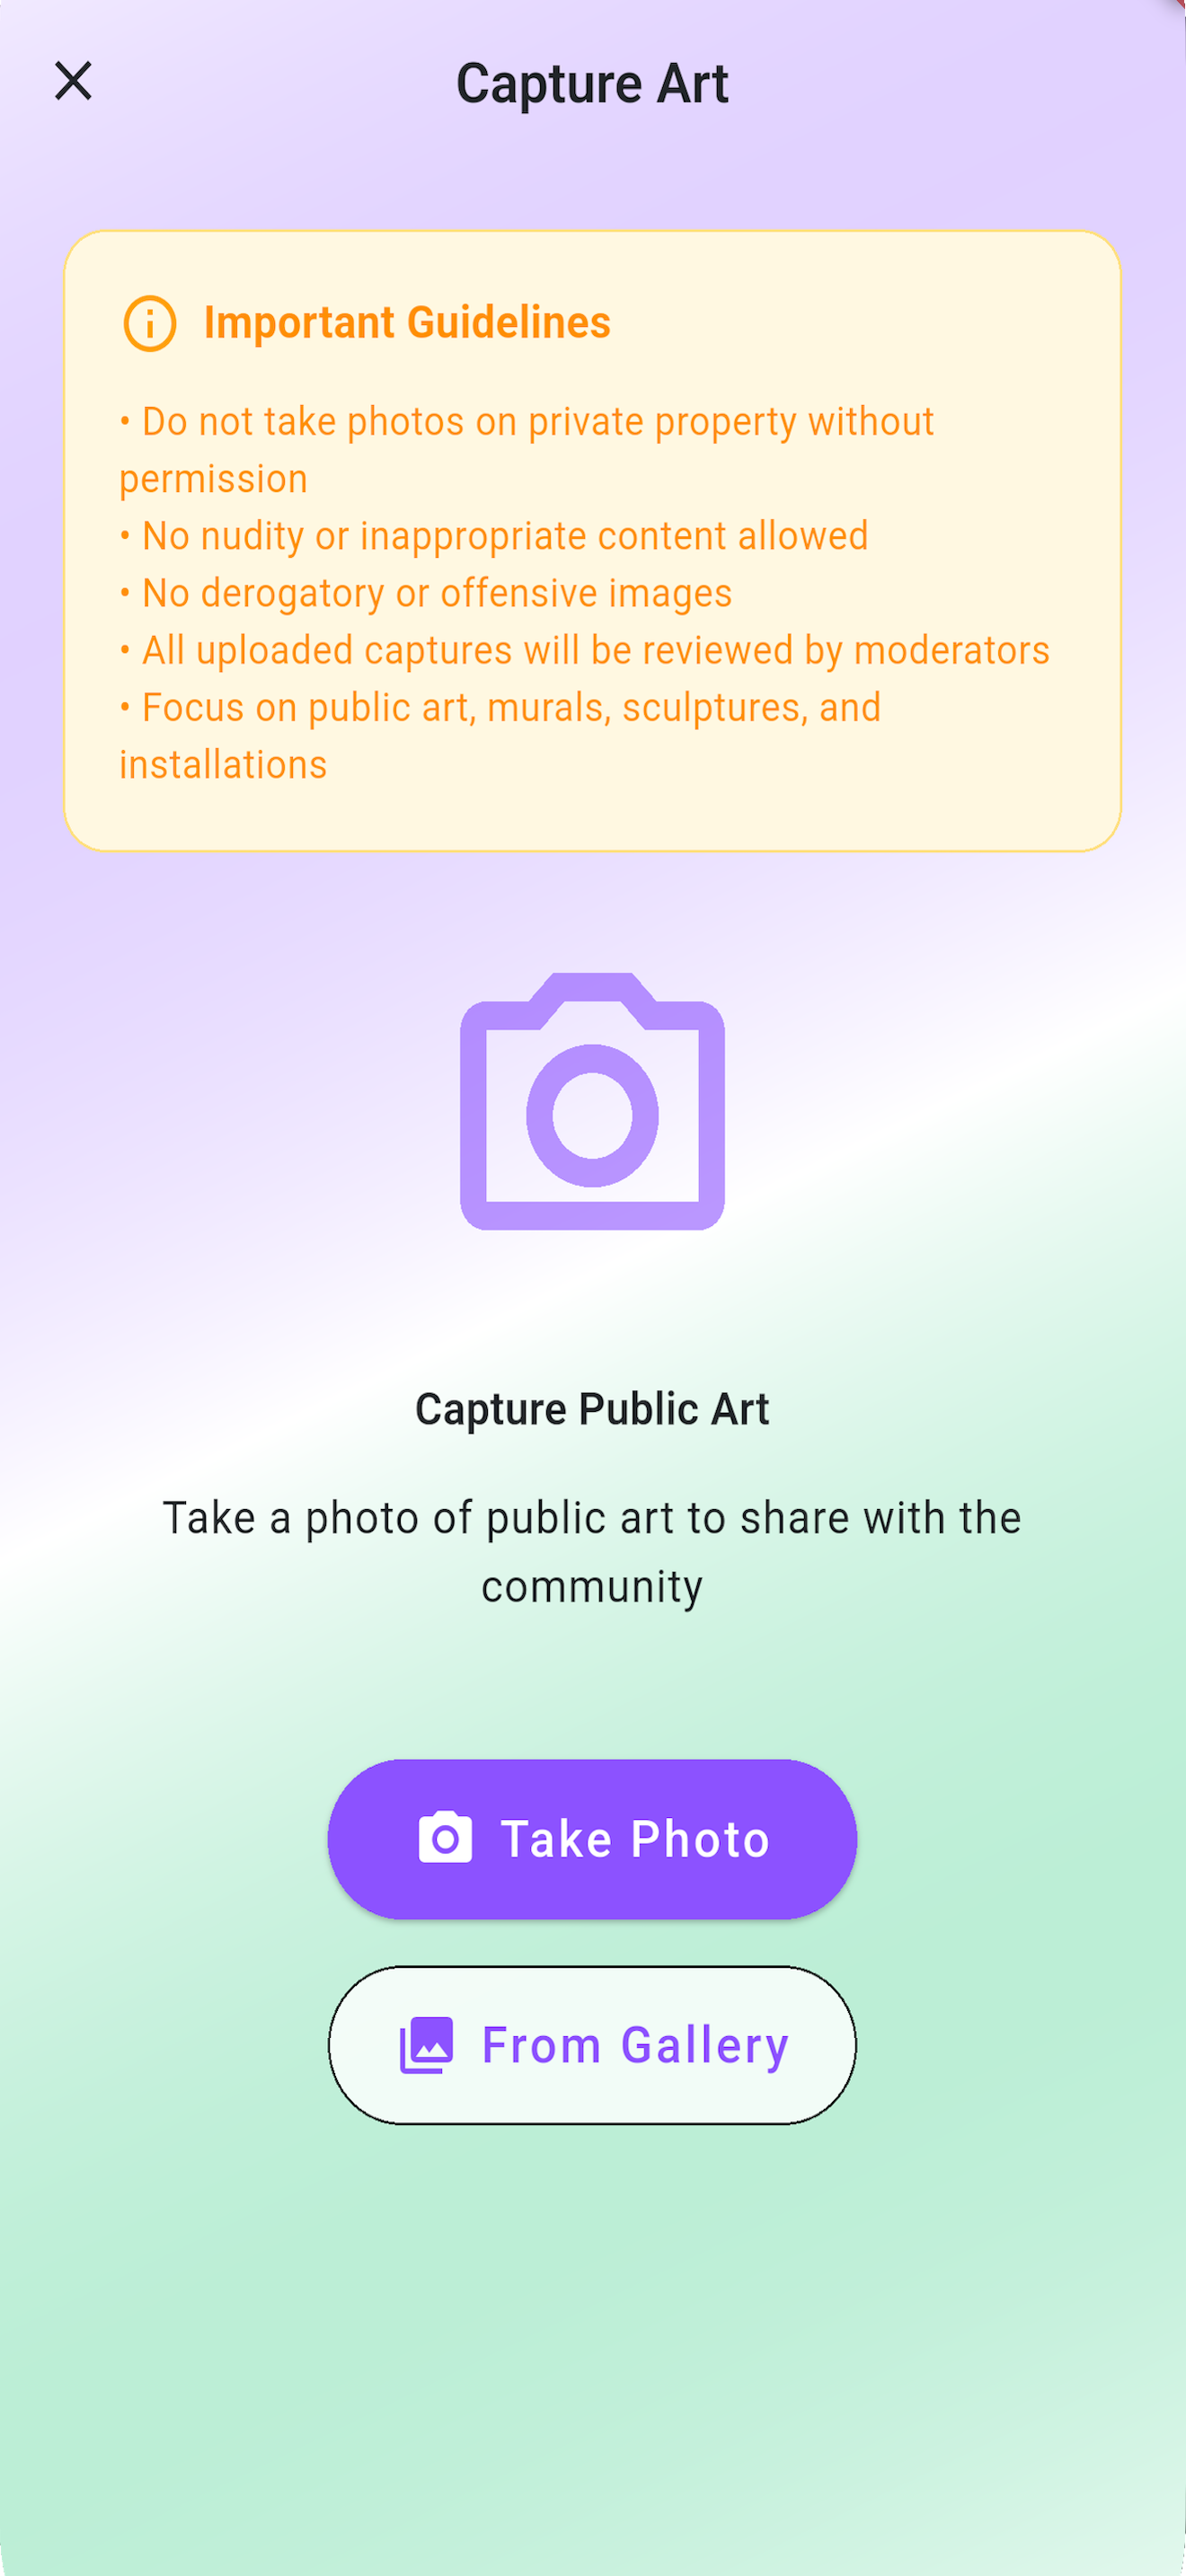 Capture Art
Important Guidelines
• Do not take photos on private property without
permission
• No nudity or inappropriate content allowed
• No derogatory or offensive images
• All uploaded captures will be reviewed by moderators
• Focus on public art, murals, sculptures, and
installations
Capture Public Art
Take a photo of public art to share with the
community
Take Photo
From Gallery